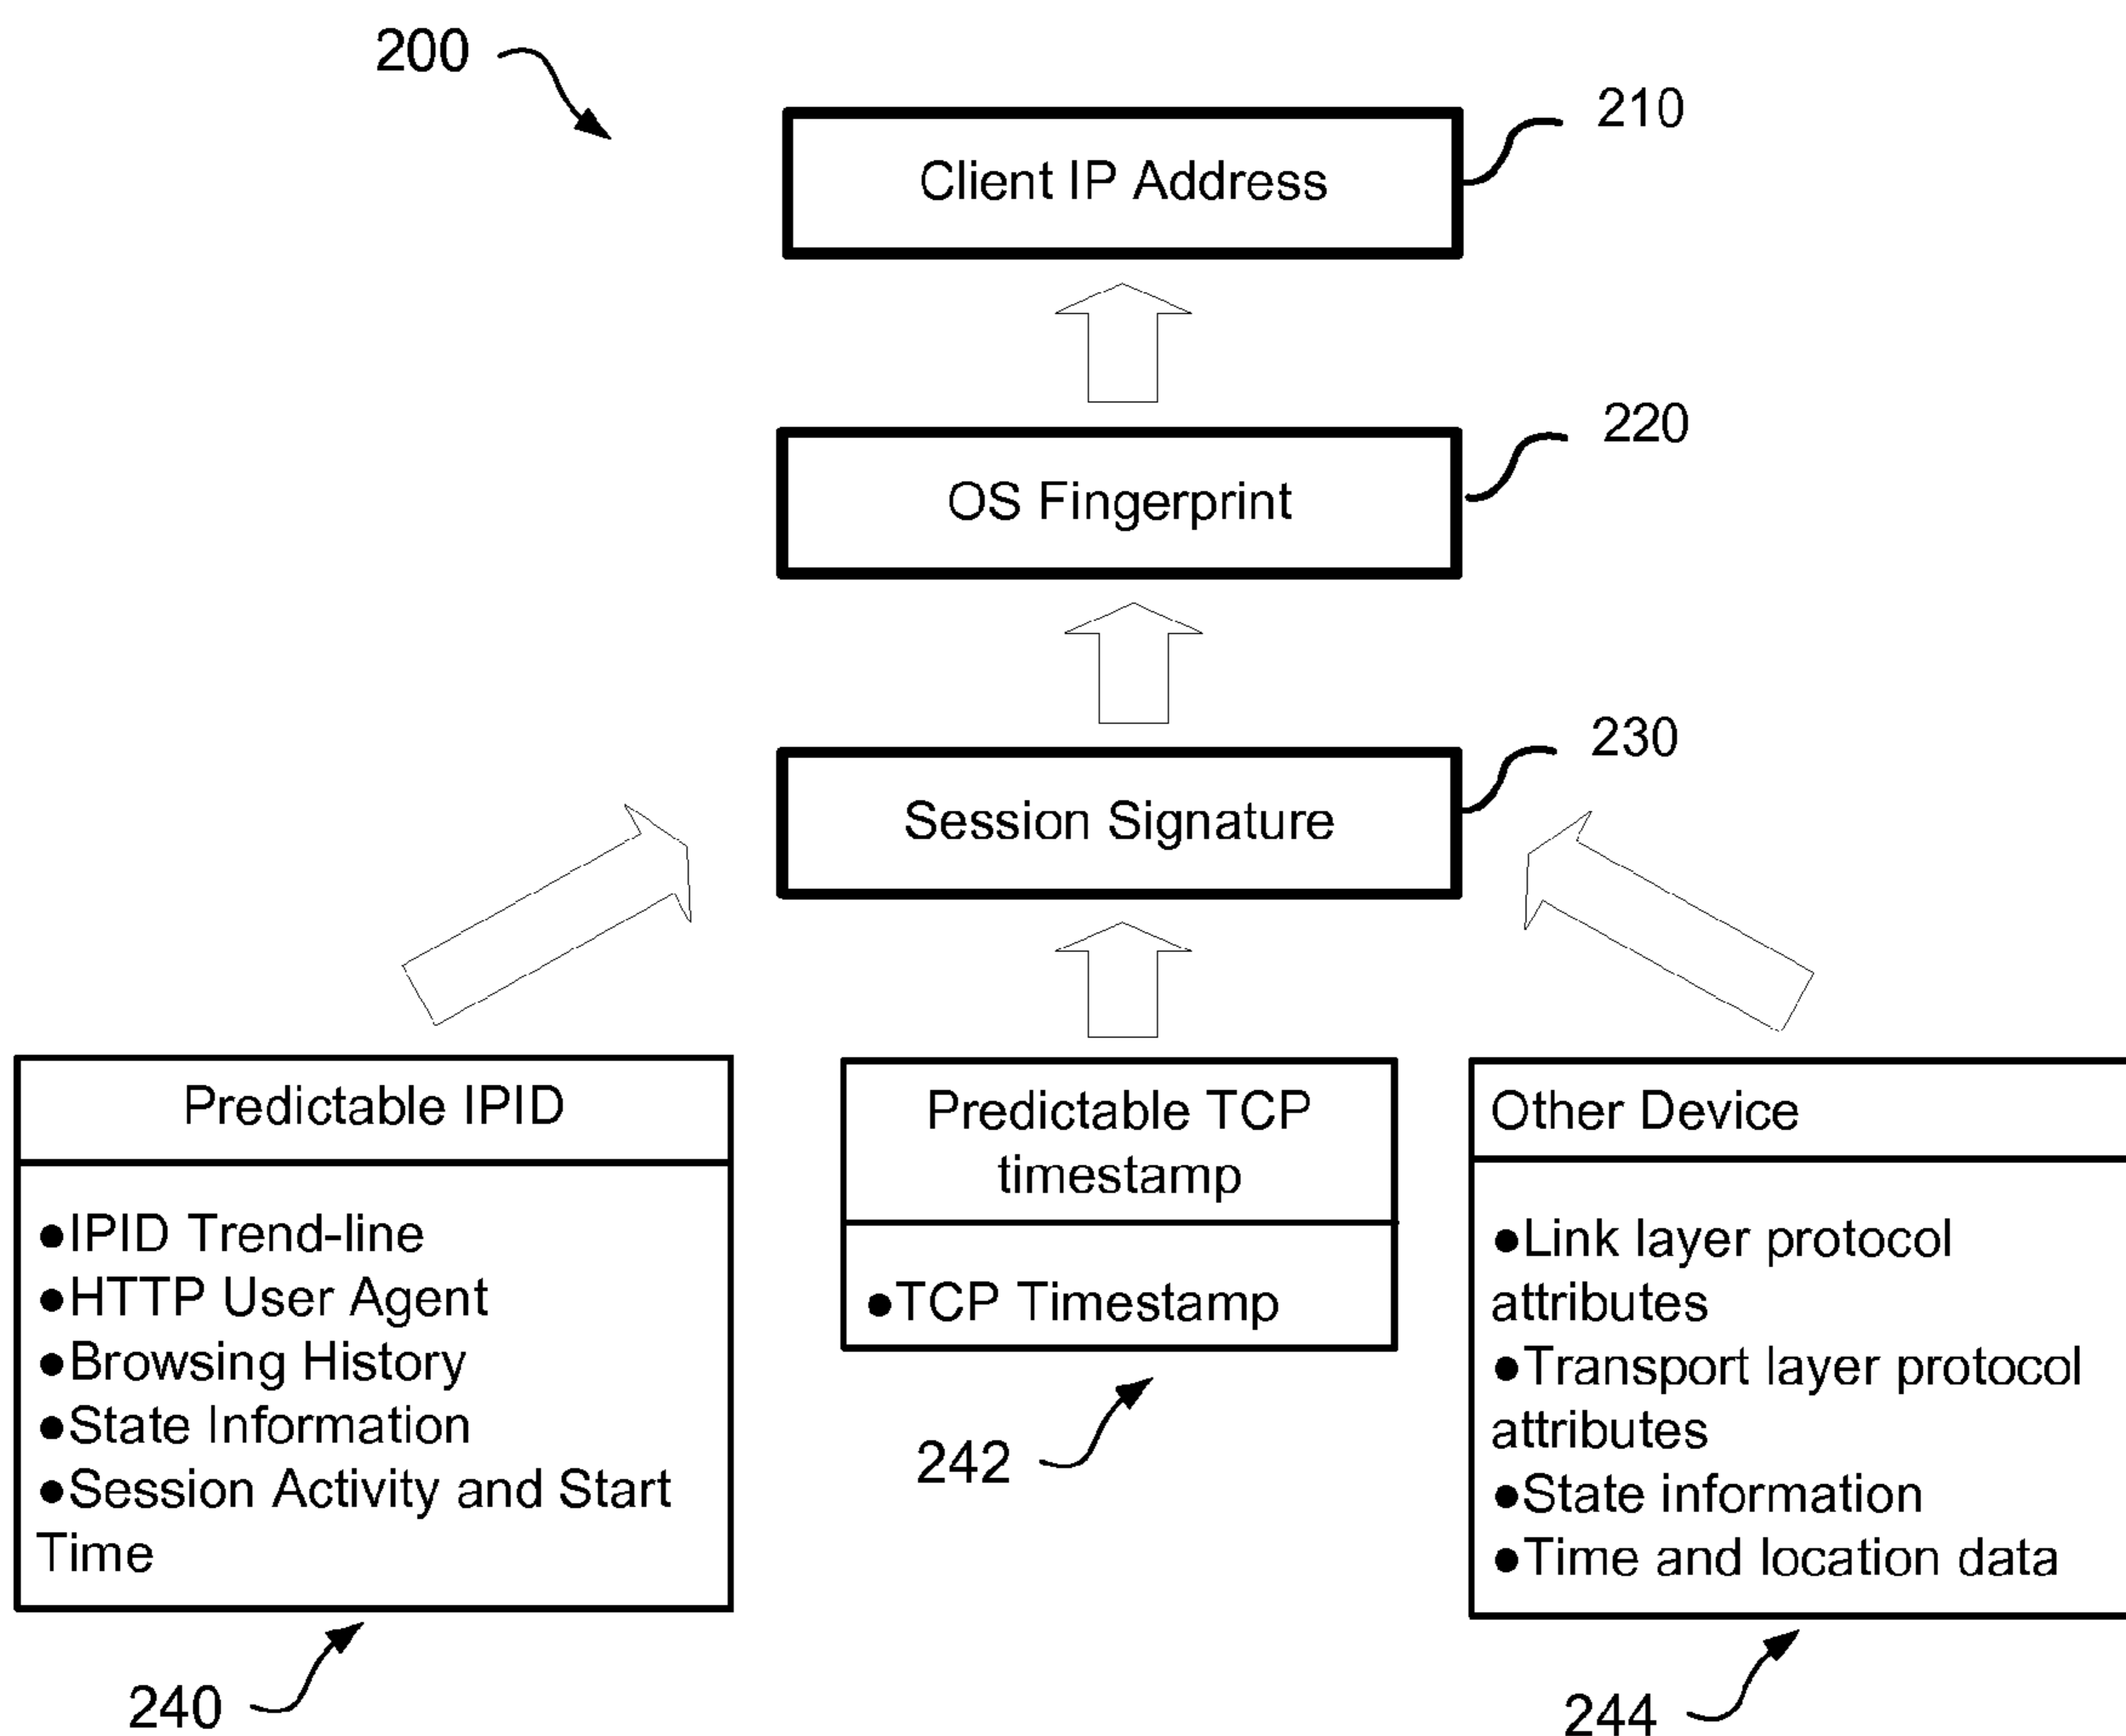 200
210
Client IP Address
220
OS Fingerprint
230
Session Signature
Predictable IPID
●IPID Trend-line
●HTTP User Agent
●Browsing History
●State Information
●Session Activity and Start
Time
240
Predictable TCP
timestamp
●TCP Timestamp
242
Other Device
●Link layer protocol
attributes
●Transport layer protocol
attributes
●State information
●Time and location data
244